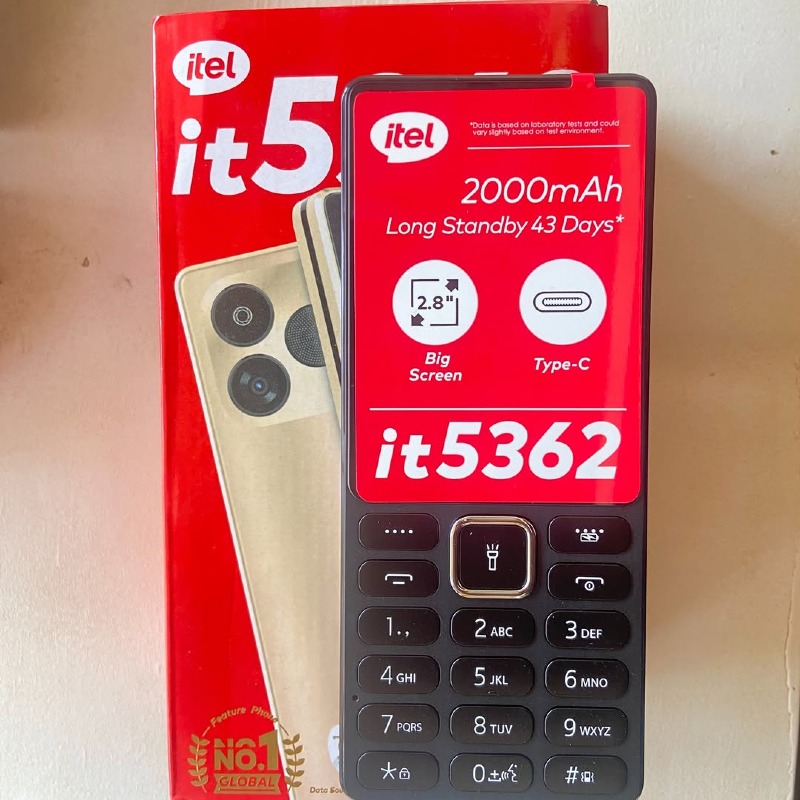 itel
it5
itel
*Data is based on laboratory tests and could
vary slightly based on test environment.
2000mAh
Long Standby 43 Days*
2.8"
Big
Screen
Type-C
it5362
1.,
2 ABC
3 DEF
4 GHI
5 JKL
6 MNO
7 PQRS
8 TUV
9 WXYZ
*
0
#
Feature
NO.1
GLOBAL
Data